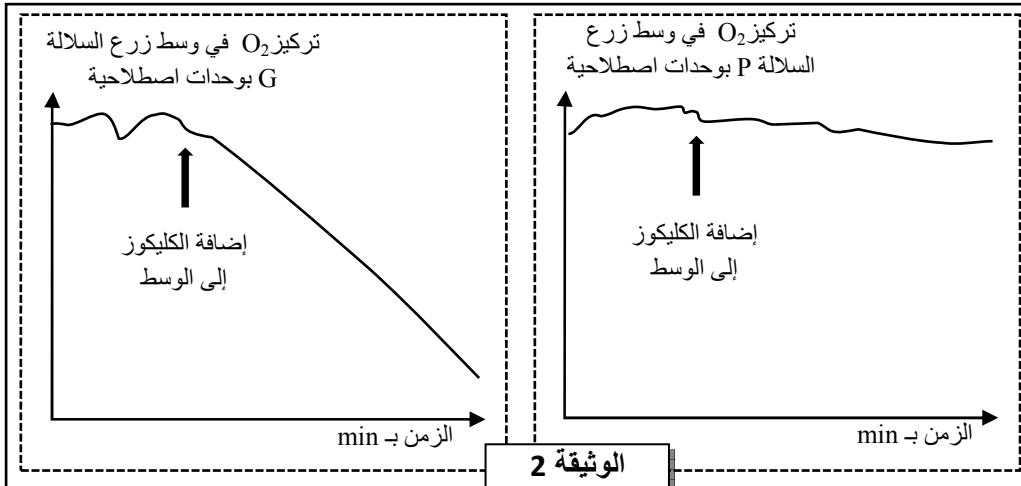 تركيز O₂ في وسط زرع
السلالة P بوحدات اصطلاحية
إضافة الكليكوز
إلى الوسط
الزمن بـ min
تركيز O₂ في وسط زرع السلالة
G بوحدات اصطلاحية
إضافة الكليكوز
إلى الوسط
الزمن بـ min
الوثيقة 2